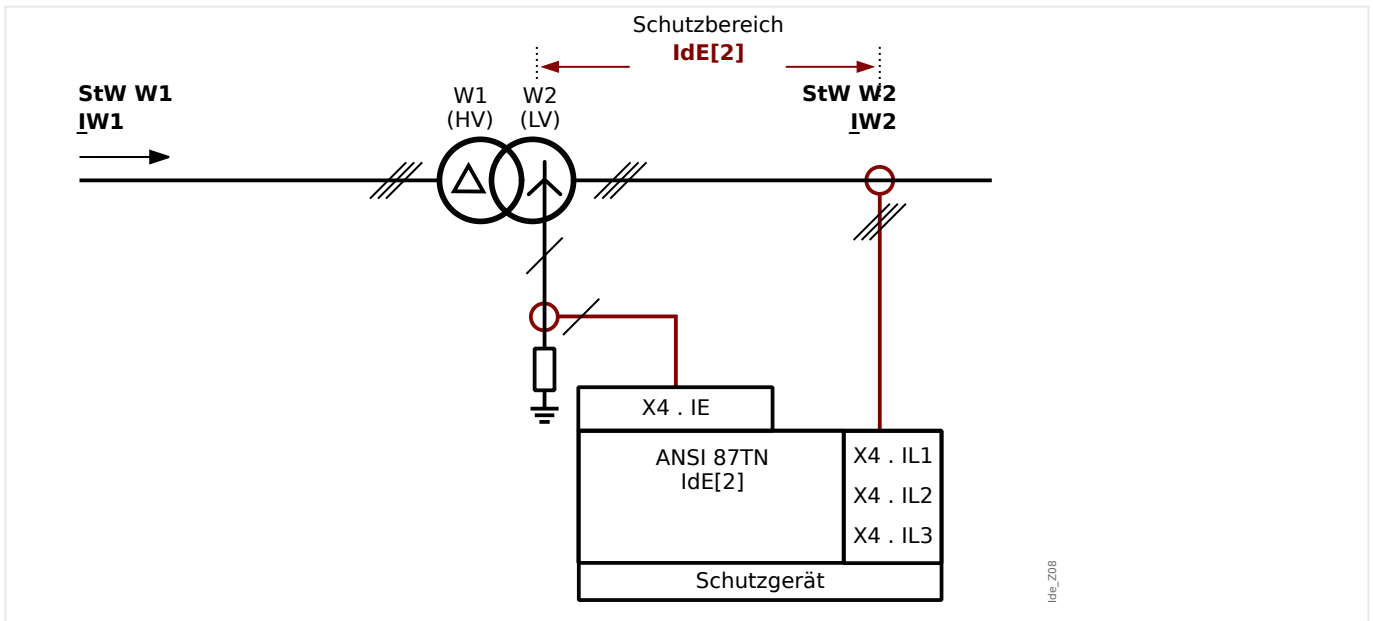 Schutzbereich
IdE[2]
StW W1
IW1
W1
(HV)
W2
(LV)
StW W2
IW2
X4 . IE
ANSI 87TN
IdE[2]
X4 . IL1
X4 . IL2
X4 . IL3
Schutzgerät
Ide_Z08